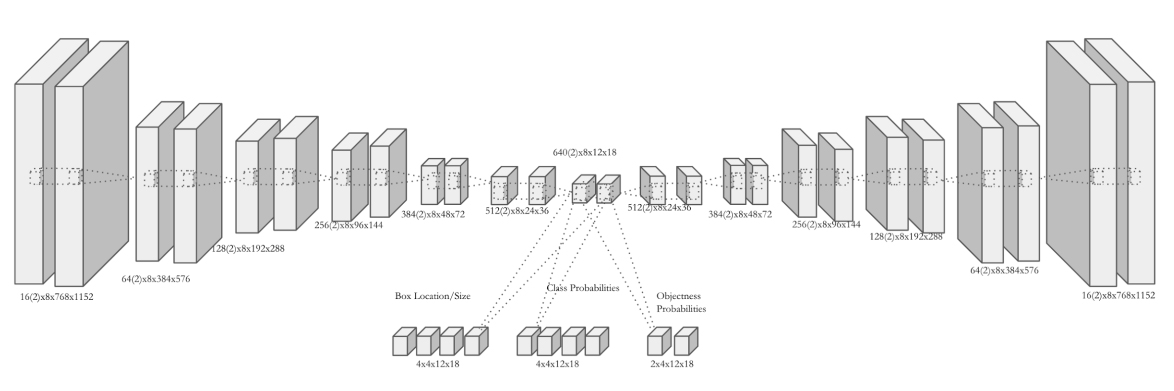 640(2)x8x12x18
16(2)x8x768x1152
64(2)x8x384x576
128(2)x8x192x288
256(2)x8x96x144
384(2)x8x48x72
512(2)x8x24x36
512(2)x8x24x36
384(2)x8x48x72
256(2)x8x96x144
128(2)x8x192x288
64(2)x8x384x576
16(2)x8x768x1152
Box Location/Size
Class Probabilities
Objectness
Probabilities
4x4x12x18
4x4x12x18
2x4x12x18